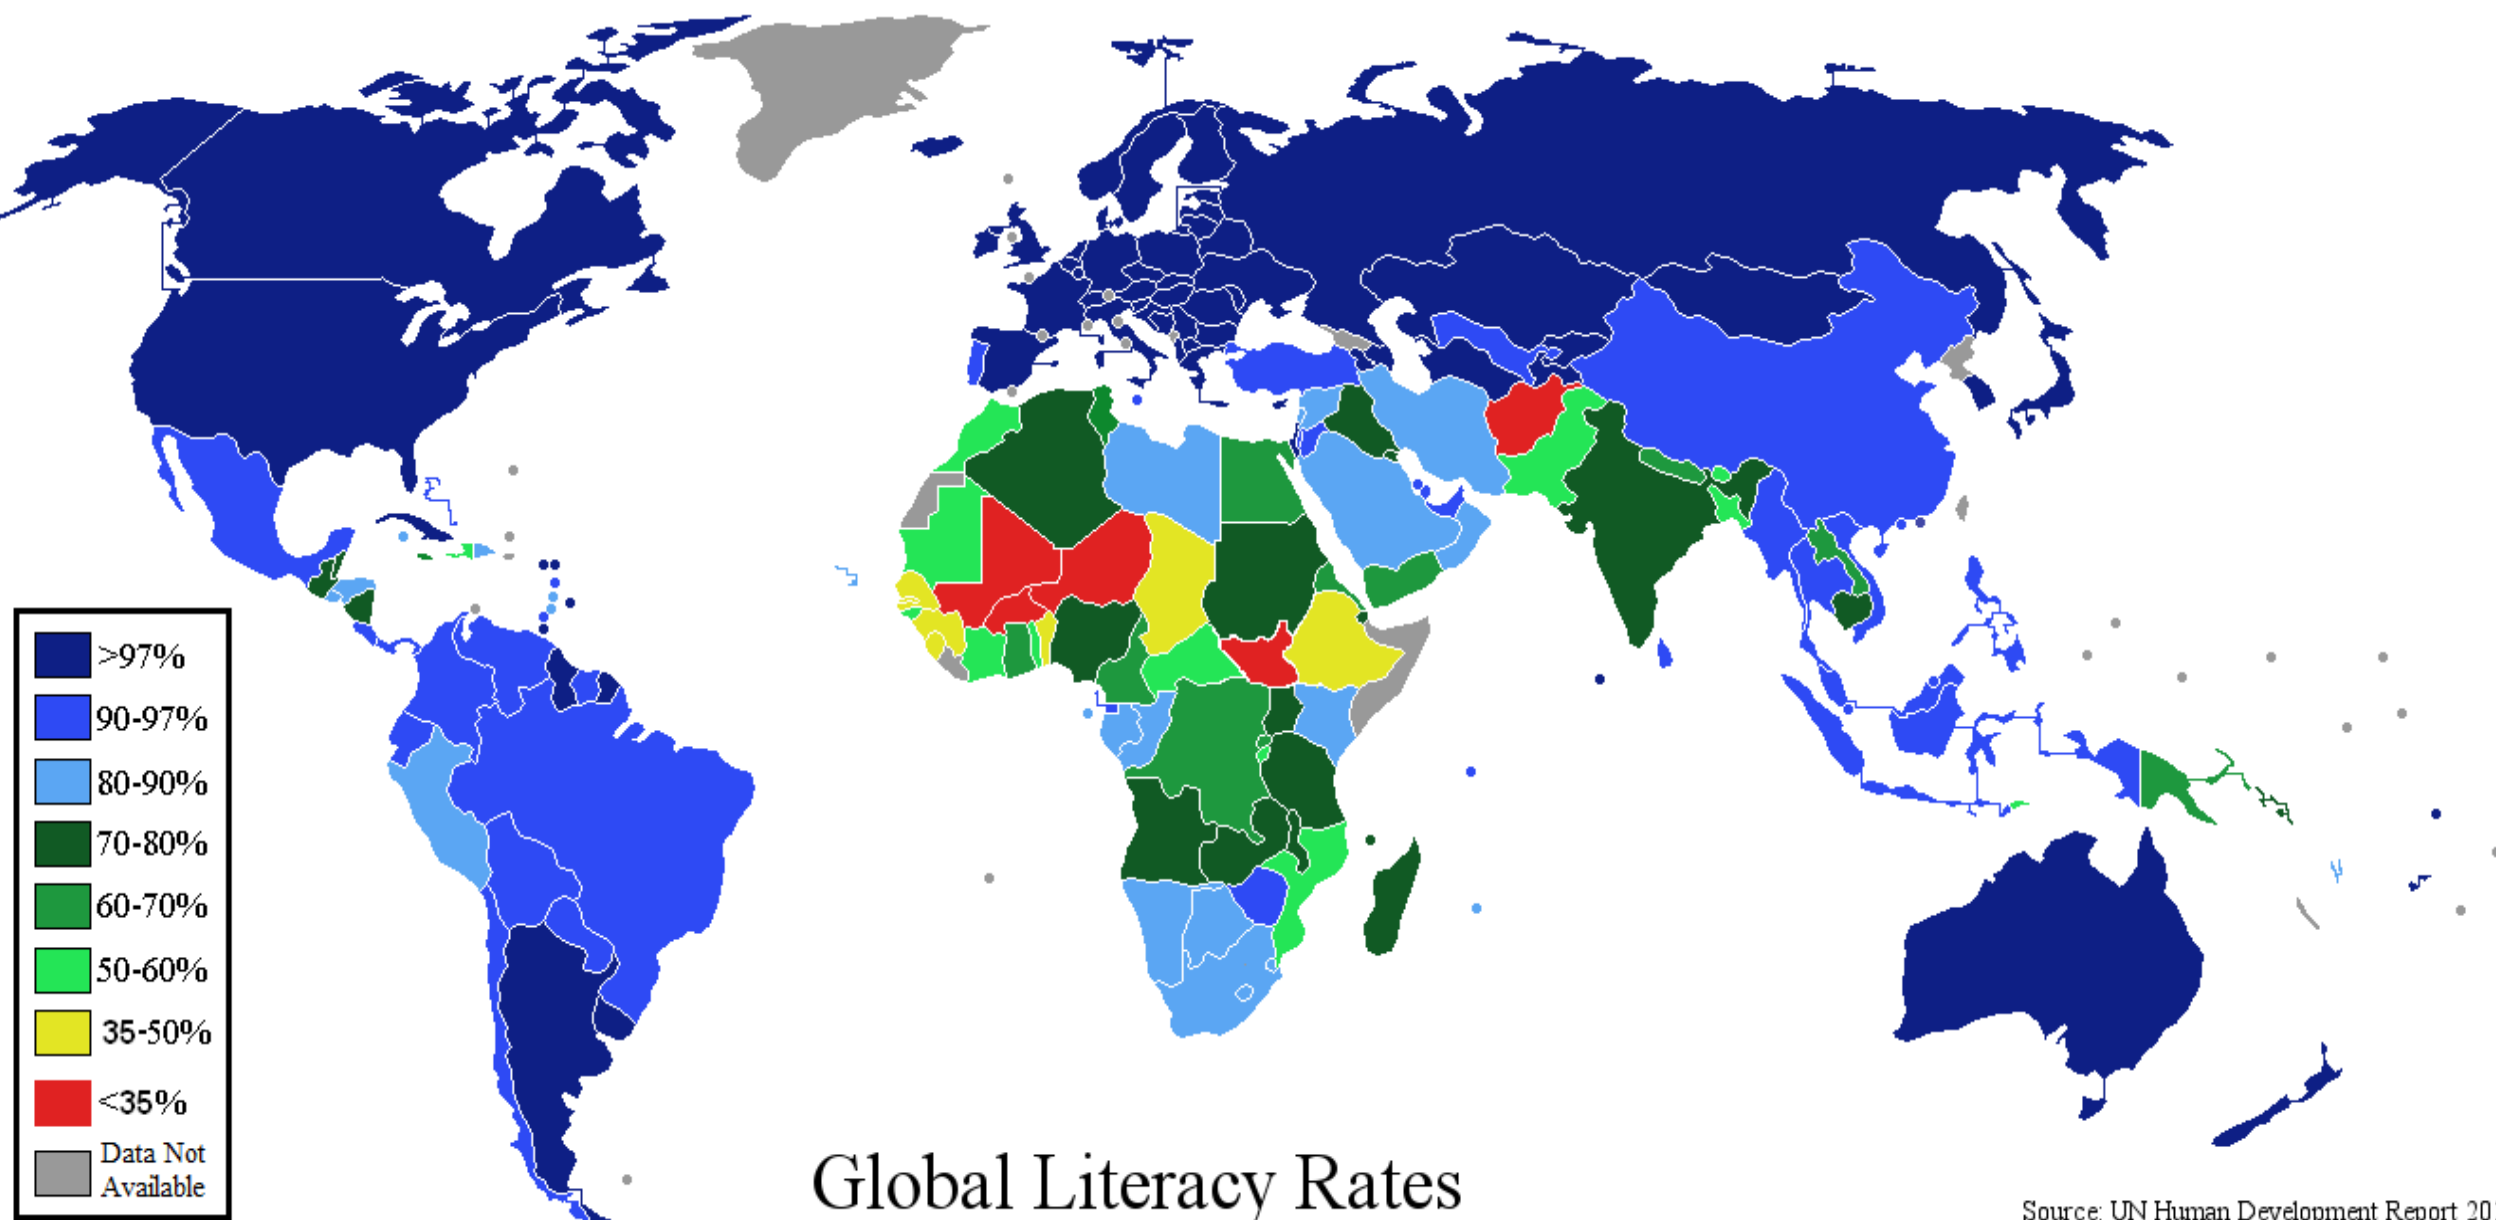 >97%
90-97%
80-90%
70-80%
60-70%
50-60%
35-50%
<35%
Data Not
Available
Global Literacy Rates
Source: UN Human Development Report